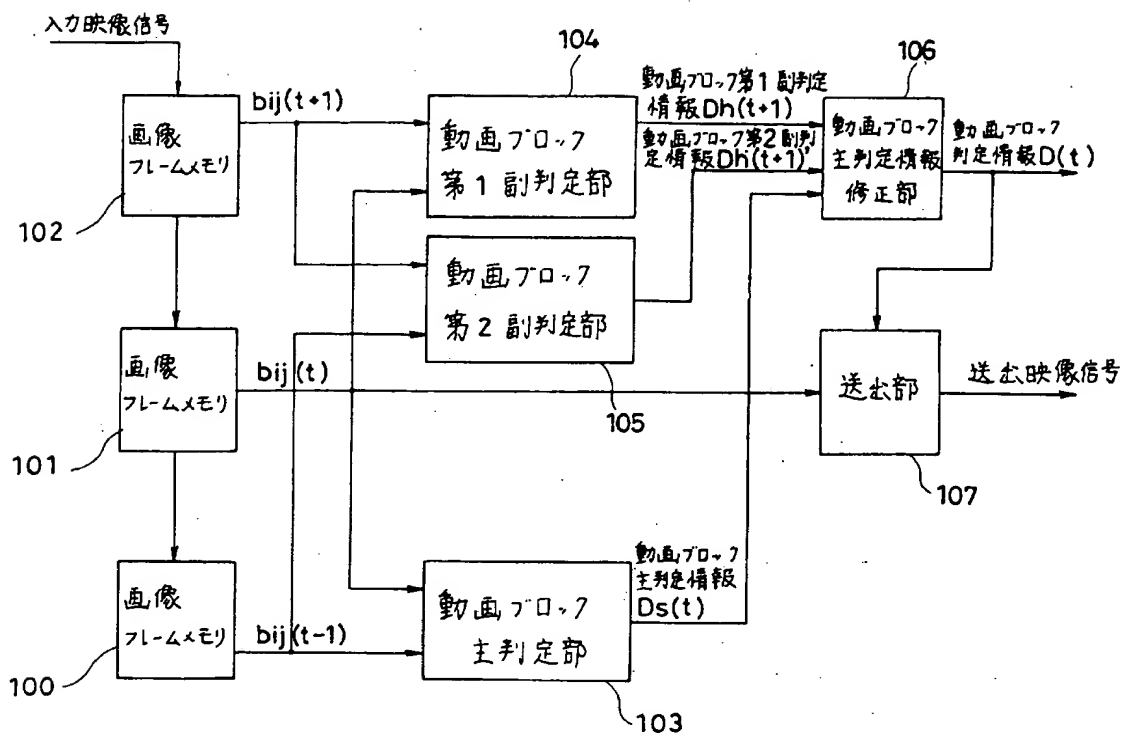 入力映像信号
104
106
bij(t+1)
動画ブロック第1副判定
情報Dh(t+1)
動画ブロック第2副判
定情報Dh(t+1)'
画像
フレームメモリ
102
動画ブロック
第1副判定部
動画ブロック
主判定情報
修正部
動画ブロック
判定情報D(t)
動画ブロック
第2副判定部
105
画像
フレームメモリ
101
bij(t)
送出部
107
送出映像信号
画像
フレームメモリ
100
bij(t-1)
動画ブロック
主判定部
103
動画ブロック
主判定情報
Ds(t)